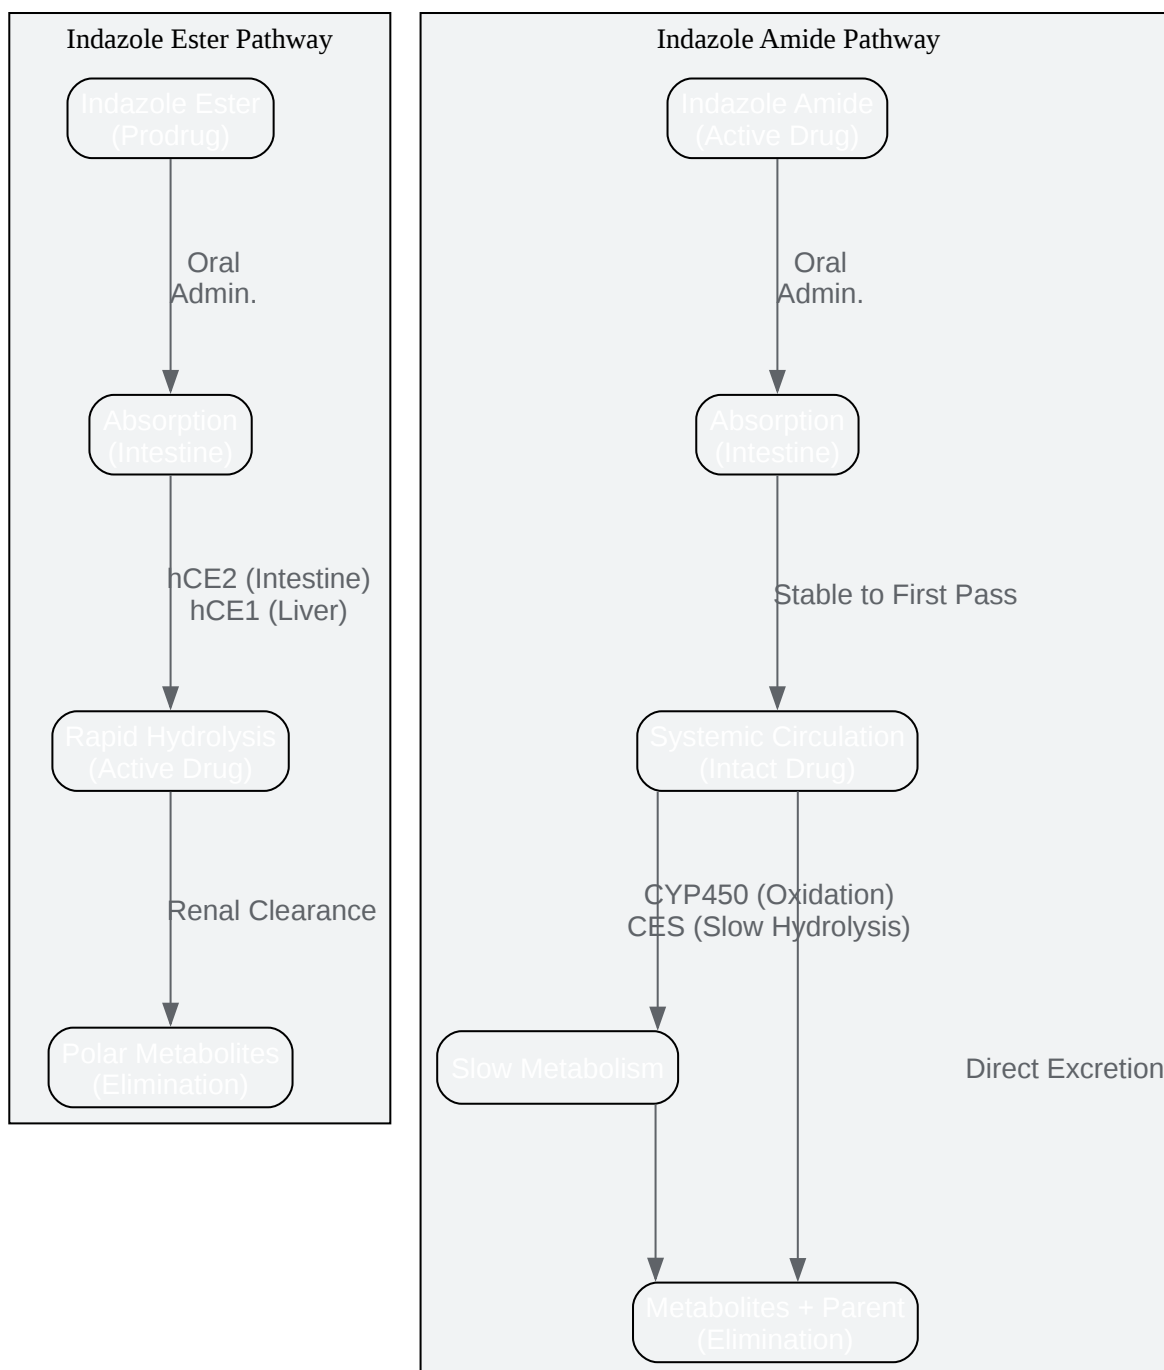 Indazole Ester Pathway
Indazole Ester
(Prodrug)
Oral
Admin.
Absorption
(Intestine)
hCE2 (Intestine)
hCE1 (Liver)
Rapid Hydrolysis
(Active Drug)
Renal Clearance
Polar Metabolites
(Elimination)
Indazole Amide Pathway
Indazole Amide
(Active Drug)
Oral
Admin.
Absorption
(Intestine)
Stable to First Pass
Systemic Circulation
(Intact Drug)
CYP450 (Oxidation)
CES (Slow Hydrolysis)
Slow Metabolism
Direct Excretion
Metabolites + Parent
(Elimination)